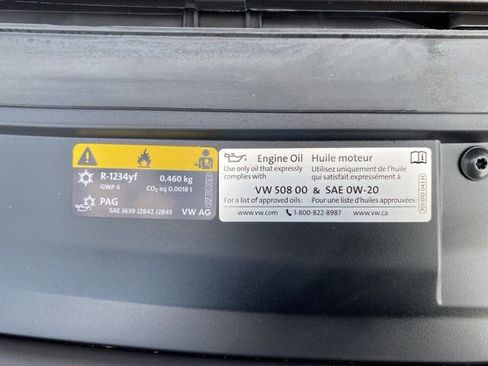 R-1234yf 0.460 kg
GWP 4 CO₂ eq 0.0018 t
PAG
SAE J639 J2842 J2845 VW AG
Engine Oil Huile moteur
Use only oil that expressly Utilisez uniquement de l'huile
complies with qui satisfait expressément à
VW 508 00 & SAE 0W-20
For a list of approved oils: Pour une liste d'huiles approuvées:
www.vw.com 1-800-822-8987 www.vw.ca